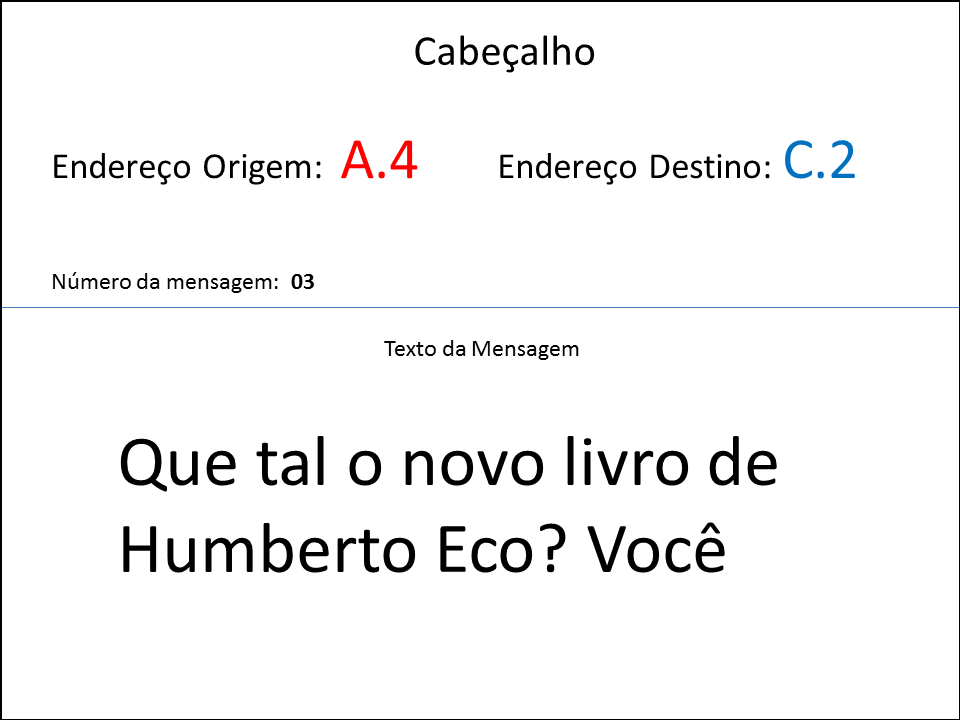 Cabeçalho
Endereço Origem: A.4 Endereço Destino: C.2
Número da mensagem: 03
Texto da Mensagem
Que tal o novo livro de
Humberto Eco? Você